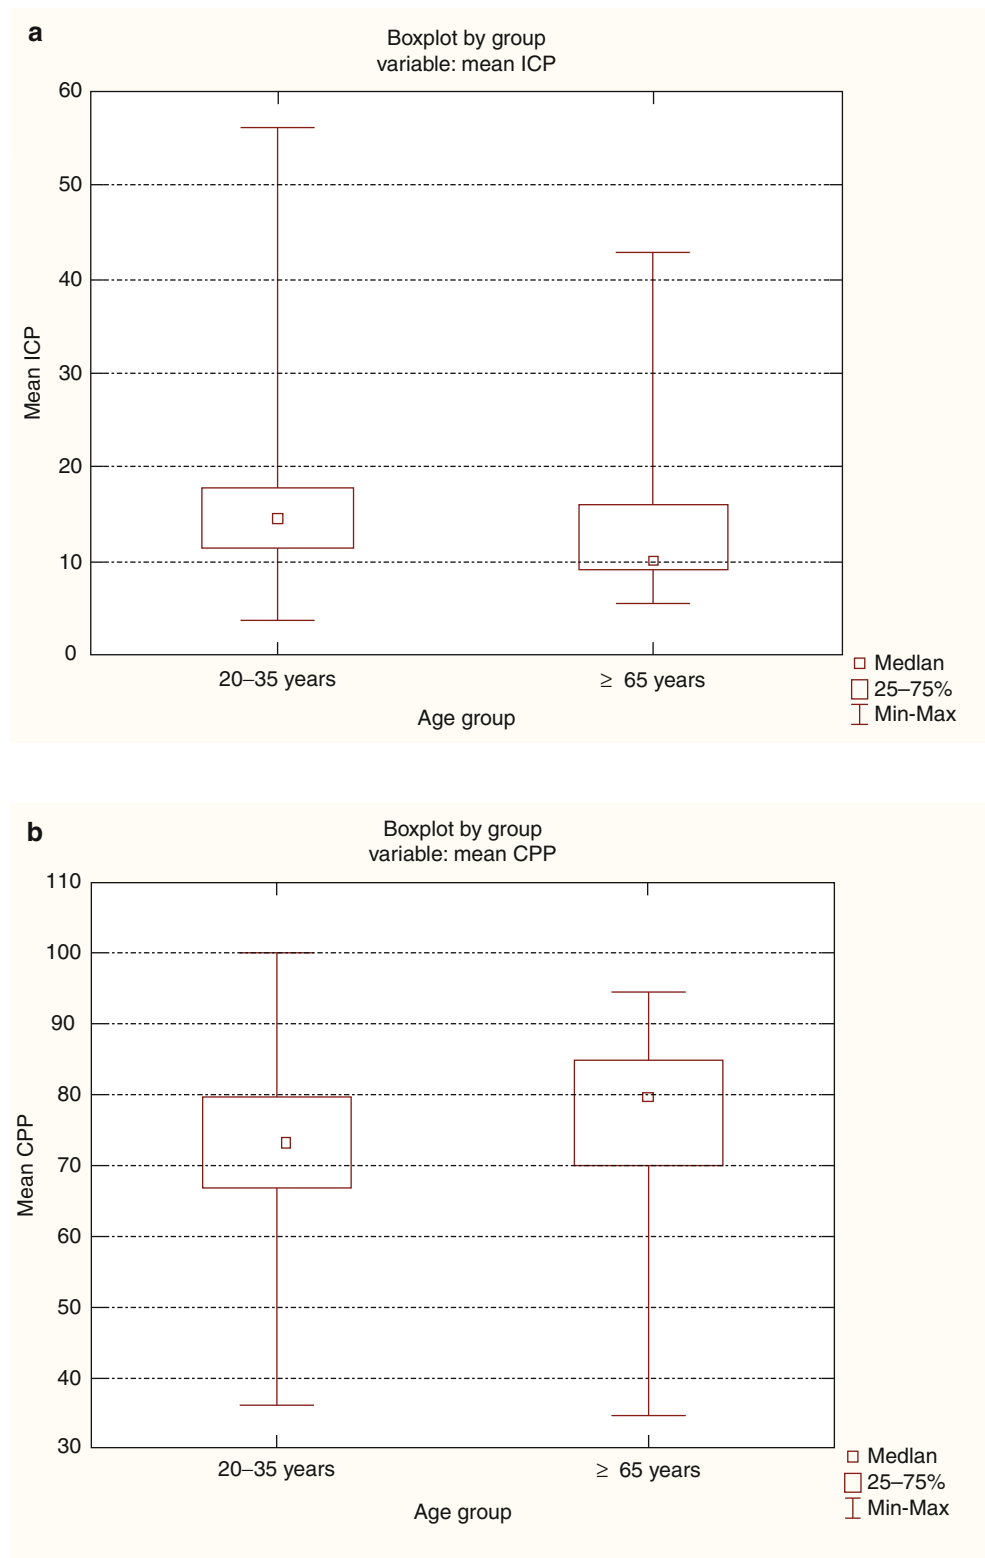 a
Boxplot by group
variable: mean ICP
60
50
40
30
20
10
0
Mean ICP
20–35 years
≥ 65 years
Age group
Medlan
25–75%
Min-Max
b
Boxplot by group
variable: mean CPP
110
100
90
80
70
60
50
40
30
Mean CPP
20–35 years
≥ 65 years
Age group
Medlan
25–75%
Min-Max